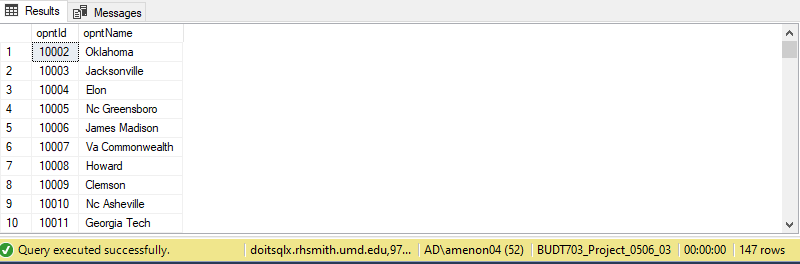 Results Messages
opntId opntName
1 10002 Oklahoma
2 10003 Jacksonville
3 10004 Elon
4 10005 Nc Greensboro
5 10006 James Madison
6 10007 Va Commonwealth
7 10008 Howard
8 10009 Clemson
9 10010 Nc Asheville
10 10011 Georgia Tech
Query executed successfully. doitsqlx.rhsmith.umd.edu,97... AD\amenon04 (52) BUDT703_Project_0506_03 00:00:00 147 rows